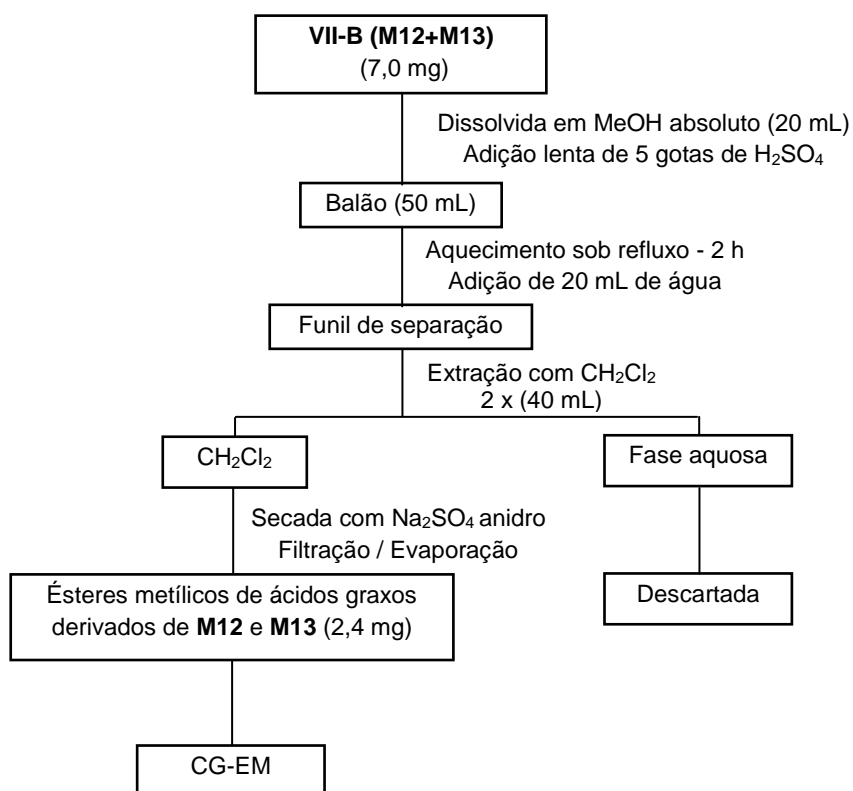 VII-B (M12+M13)
(7,0 mg)
Dissolvida em MeOH absoluto (20 mL)
Adição lenta de 5 gotas de H₂SO₄
Balão (50 mL)
Aquecimento sob refluxo - 2 h
Adição de 20 mL de água
Funil de separação
Extração com CH₂Cl₂
2 x (40 mL)
CH₂Cl₂
Fase aquosa
Secada com Na₂SO₄ anidro
Filtração / Evaporação
Ésteres metílicos de ácidos graxos
derivados de M12 e M13 (2,4 mg)
Descartada
CG-EM